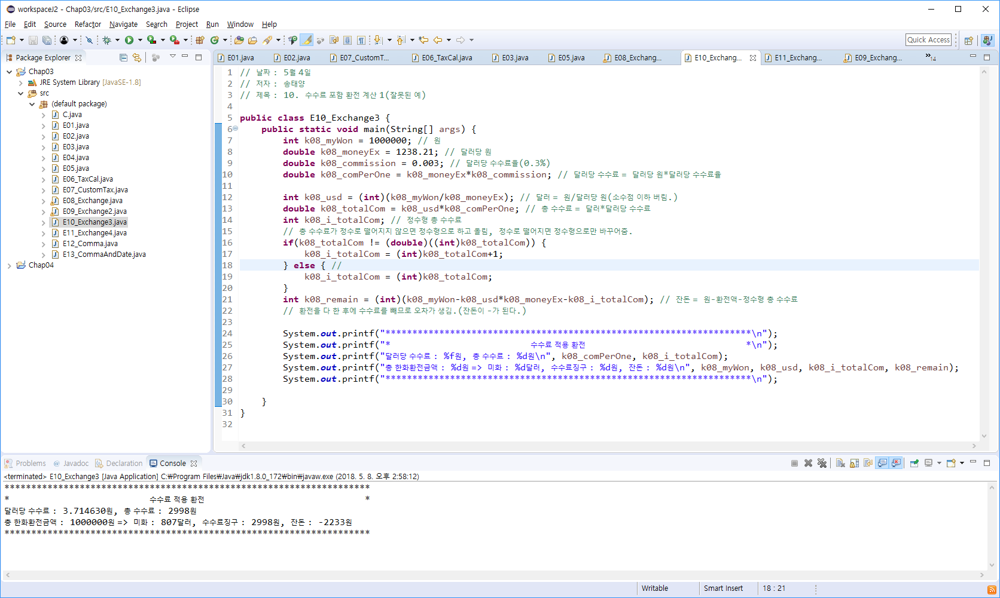 workspaceJ2 - Chap03/src/E10_Exchange3.java - Eclipse
File Edit Source Refactor Navigate Search Project Run Window Help
Quick Access
Package Explorer
E01.java E02.java E07_CustomT... E06_TaxCal.java E03.java E05.java E08_Exchang... E10_Exchang... E11_Exchang... E09_Exchang... »14
Chap03
JRE System Library [JavaSE-1.8]
src
(default package)
C.java
E01.java
E02.java
E03.java
E04.java
E05.java
E06_TaxCal.java
E07_CustomTax.java
E08_Exchange.java
E09_Exchange2.java
E10_Exchange3.java
E11_Exchange4.java
E12_Comma.java
E13_CommaAndDate.java
Chap04
1 // 날짜 : 5월 4일
2 // 저자 : 송태양
3 // 제목 : 10. 수수료 포함 환전 계산 1(잘못된 예)
4
5 public class E10_Exchange3 {
6 public static void main(String[] args) {
7 int k08_myWon = 1000000; // 원
8 double k08_moneyEx = 1238.21; // 달러당 원
9 double k08_commission = 0.003; // 달러당 수수료율(0.3%)
10 double k08_comPerOne = k08_moneyEx*k08_commission; // 달러당 수수료 = 달러당 원*달러당 수수료율
11
12 int k08_usd = (int)(k08_myWon/k08_moneyEx); // 달러 = 원/달러당 원(소수점 이하 버림.)
13 double k08_totalCom = k08_usd*k08_comPerOne; // 총 수수료 = 달러*달러당 수수료
14 int k08_i_totalCom; // 정수형 총 수수료
15 // 총 수수료가 정수로 떨어지지 않으면 정수형으로 하고 올림, 정수로 떨어지면 정수형으로만 바꾸어줌.
16 if(k08_totalCom != (double)((int)k08_totalCom)) {
17 k08_i_totalCom = (int)k08_totalCom+1;
18 } else { //
19 k08_i_totalCom = (int)k08_totalCom;
20 }
21 int k08_remain = (int)(k08_myWon-k08_usd*k08_moneyEx-k08_i_totalCom); // 잔돈 = 원-환전액-정수형 총 수수료
22 // 환전을 다 한 후에 수수료를 빼므로 오차가 생김.(잔돈이 -가 된다.)
23
24 System.out.printf("********************************************************************\n");
25 System.out.printf("* 수수료 적용 환전 *\n");
26 System.out.printf("달러당 수수료 : %f원, 총 수수료 : %d원\n", k08_comPerOne, k08_i_totalCom);
27 System.out.printf("총 한화환전금액 : %d원 => 미화 : %d달러, 수수료징구 : %d원, 잔돈 : %d원\n", k08_myWon, k08_usd, k08_i_totalCom, k08_remain);
28 System.out.printf("********************************************************************\n");
29
30 }
31 }
32
Problems @ Javadoc Declaration Console
<terminated> E10_Exchange3 [Java Application] C:₩Program Files₩Java₩jdk1.8.0_172₩bin₩javaw.exe (2018. 5. 8. 오후 2:58:12)
********************************************************************
* 수수료 적용 환전 *
달러당 수수료 : 3.714630원, 총 수수료 : 2998원
총 한화환전금액 : 1000000원 => 미화 : 807달러, 수수료징구 : 2998원, 잔돈 : -2233원
********************************************************************
Writable Smart Insert 18 : 21